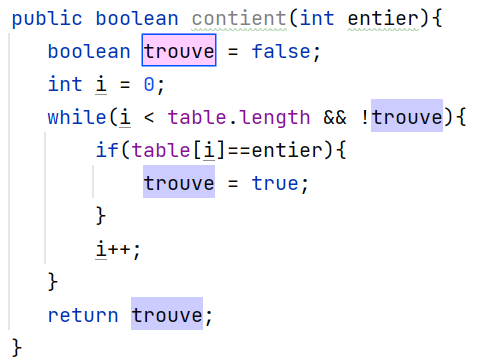 public boolean contient(int entier){
boolean trouve = false;
int i = 0;
while(i < table.length && !trouve){
if(table[i]==entier){
trouve = true;
}
i++;
}
return trouve;
}